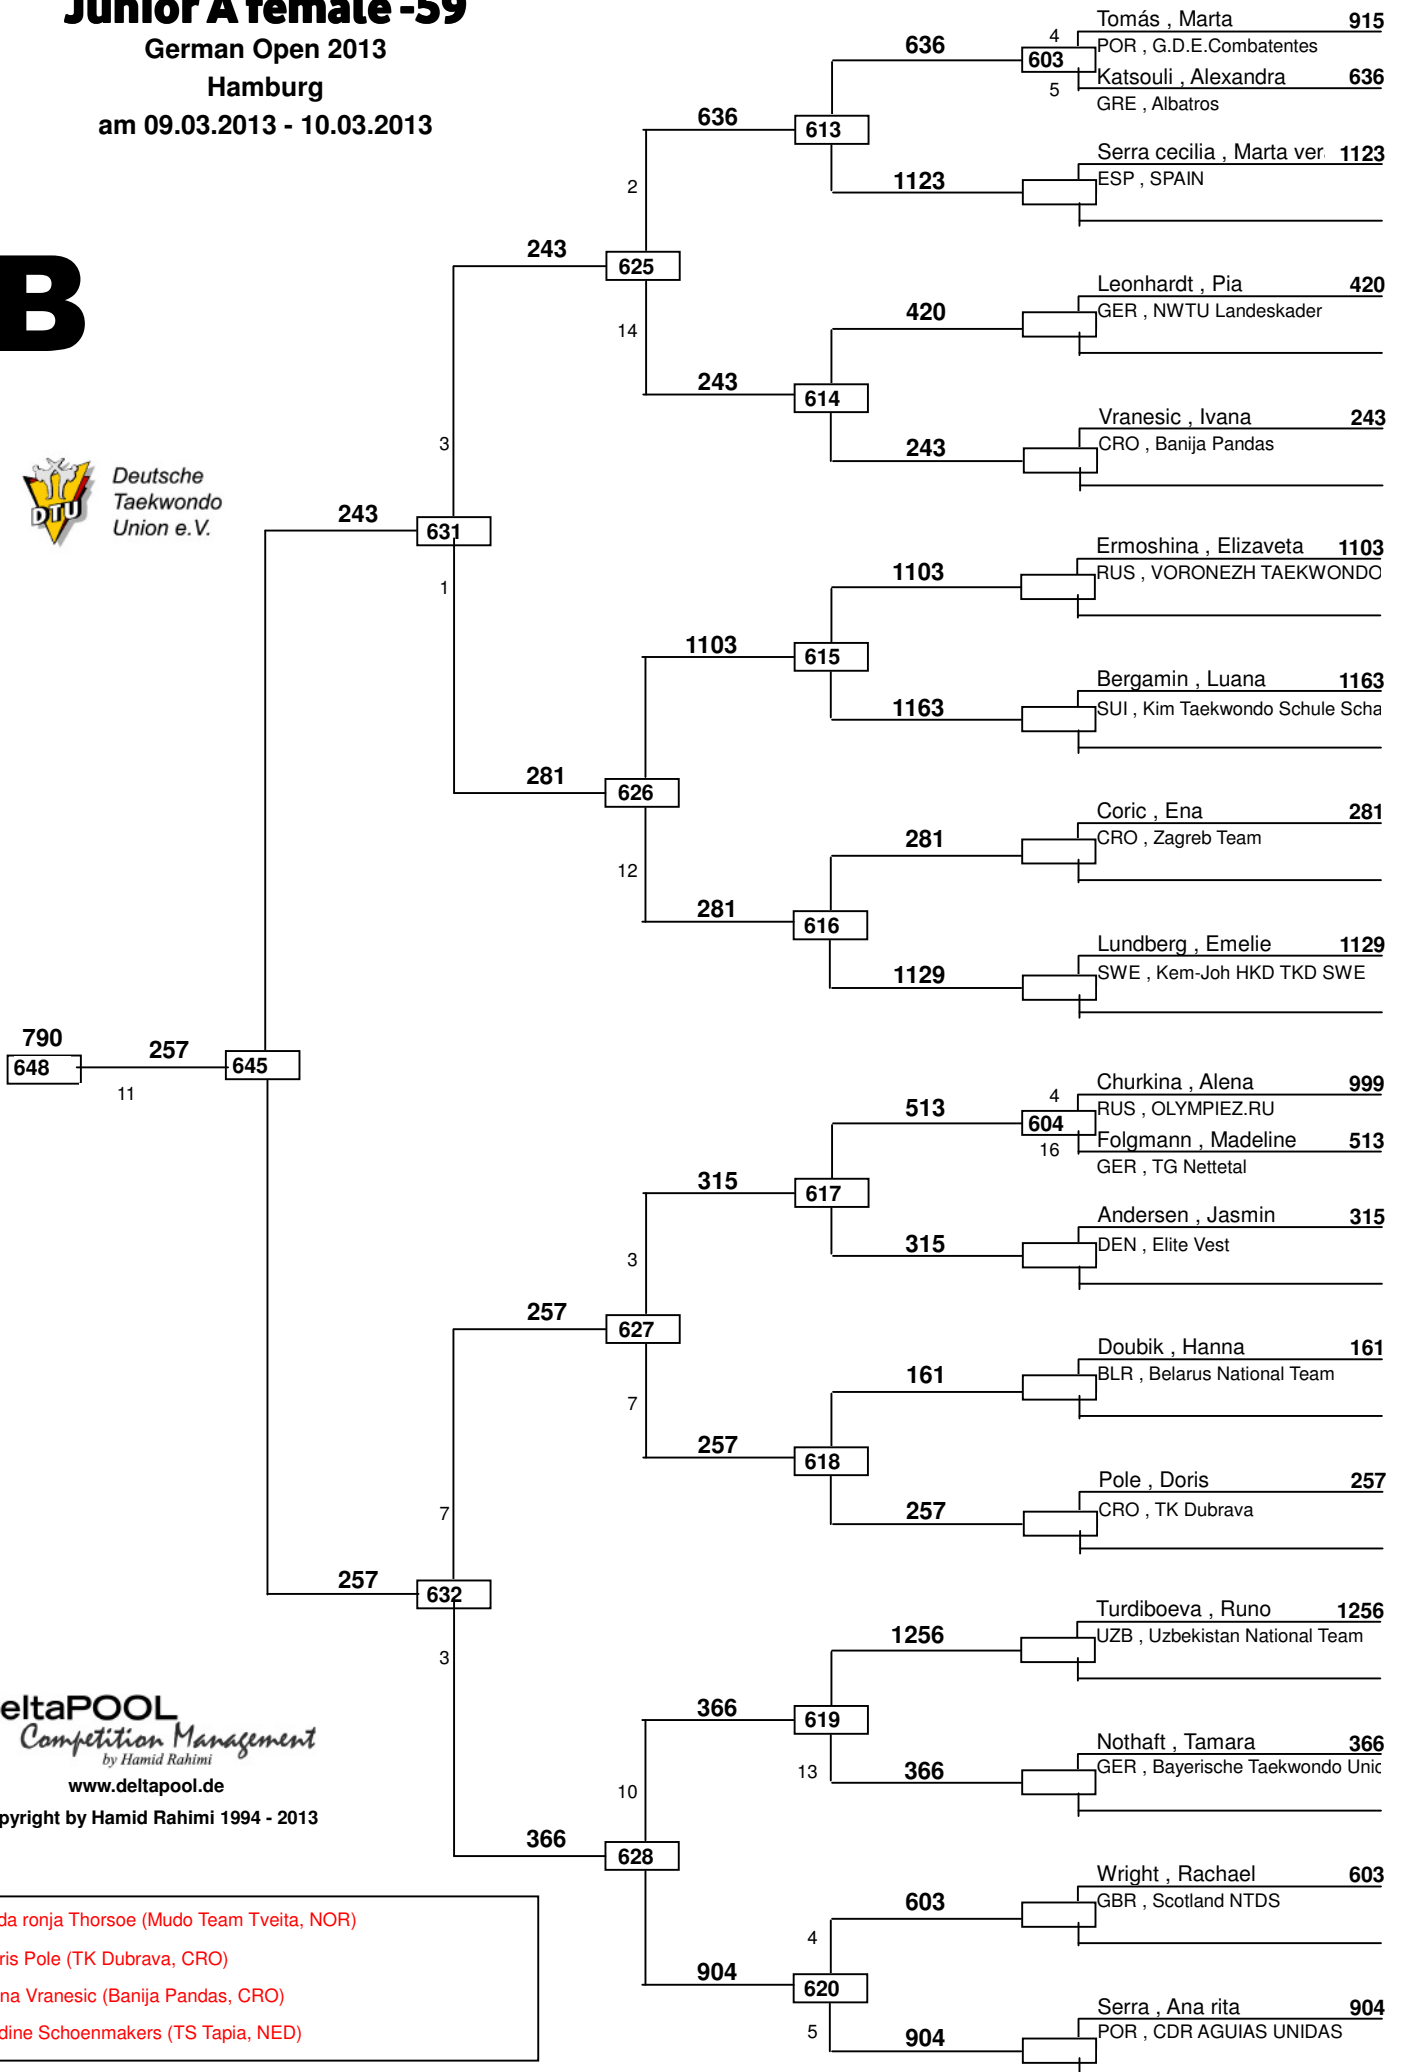 Junior A female -59
German Open 2013
Hamburg
am 09.03.2013 - 10.03.2013
B
DTU
Deutsche
Taekwondo
Union e.V.
Tomás , Marta 915
POR , G.D.E.Combatentes
4
603
5
636
Katsouli , Alexandra 636
GRE , Albatros
636
613
Serra cecilia , Marta ver 1123
ESP , SPAIN
1123
2
243
625
14
Leonhardt , Pia 420
GER , NWTU Landeskader
420
243
614
Vranesic , Ivana 243
CRO , Banija Pandas
243
3
243
631
1
Ermoshina , Elizaveta 1103
RUS , VORONEZH TAEKWONDO
1103
1103
615
Bergamin , Luana 1163
SUI , Kim Taekwondo Schule Scha
1163
281
626
12
Coric , Ena 281
CRO , Zagreb Team
281
281
616
Lundberg , Emelie 1129
SWE , Kem-Joh HKD TKD SWE
1129
790
648
257
11
645
Churkina , Alena 999
RUS , OLYMPIEZ.RU
4
604
16
513
Folgmann , Madeline 513
GER , TG Nettetal
315
617
Andersen , Jasmin 315
DEN , Elite Vest
315
3
257
627
7
Doubik , Hanna 161
BLR , Belarus National Team
161
257
618
Pole , Doris 257
CRO , TK Dubrava
257
7
257
632
3
Turdiboeva , Runo 1256
UZB , Uzbekistan National Team
1256
366
619
13
Nothaft , Tamara 366
GER , Bayerische Taekwondo Unic
366
10
366
628
Wright , Rachael 603
GBR , Scotland NTDS
603
4
904
620
5
Serra , Ana rita 904
POR , CDR AGUIAS UNIDAS
904
eltaPOOL
Competition Management
by Hamid Rahimi
www.deltapool.de
pyright by Hamid Rahimi 1994 - 2013
da ronja Thorsoe (Mudo Team Tveita, NOR)
ris Pole (TK Dubrava, CRO)
na Vranesic (Banija Pandas, CRO)
dine Schoenmakers (TS Tapia, NED)